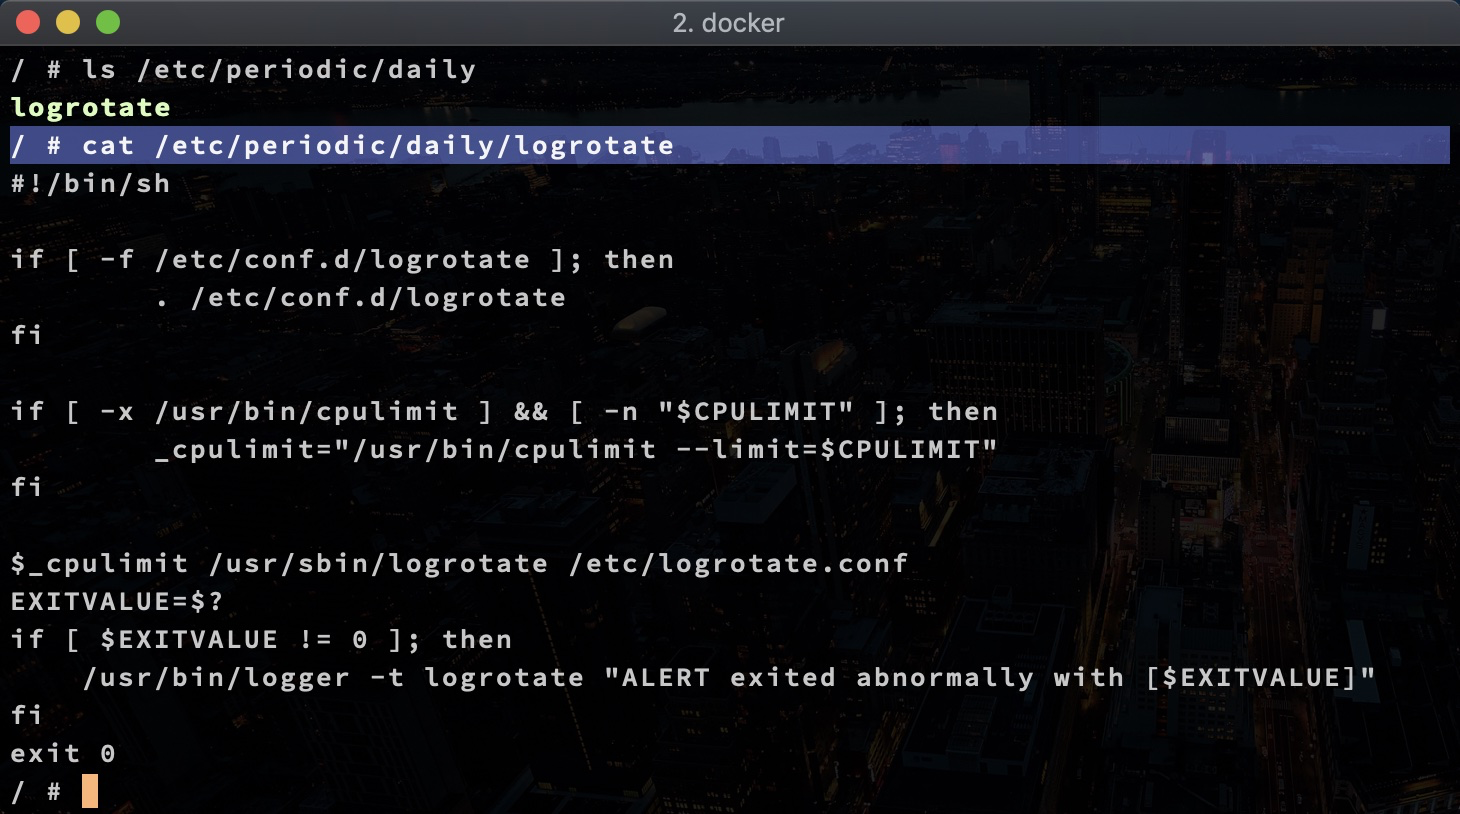 2. docker
/ # ls /etc/periodic/daily
logrotate
/ # cat /etc/periodic/daily/logrotate
#!/bin/sh

if [ -f /etc/conf.d/logrotate ]; then
        . /etc/conf.d/logrotate
fi

if [ -x /usr/bin/cpulimit ] && [ -n "$CPULIMIT" ]; then
        _cpulimit="/usr/bin/cpulimit --limit=$CPULIMIT"
fi

$_cpulimit /usr/sbin/logrotate /etc/logrotate.conf
EXITVALUE=$?
if [ $EXITVALUE != 0 ]; then
    /usr/bin/logger -t logrotate "ALERT exited abnormally with [$EXITVALUE]"
fi
exit 0
/ #